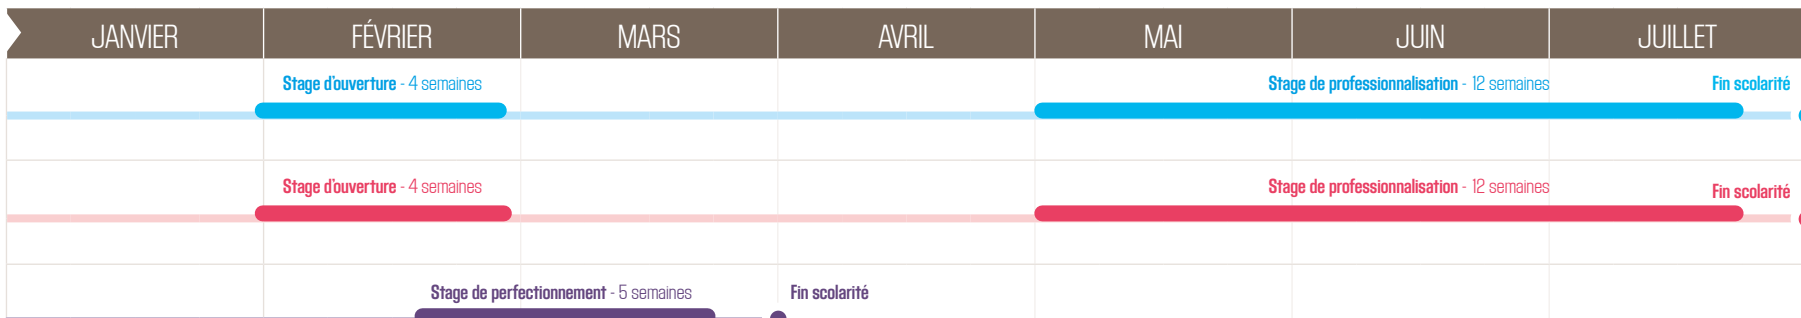 JANVIER FÉVRIER MARS AVRIL MAI JUIN JUILLET
Stage d'ouverture - 4 semaines Stage de professionnalisation - 12 semaines Fin scolarité
Stage d'ouverture - 4 semaines Stage de professionnalisation - 12 semaines Fin scolarité
Stage de perfectionnement - 5 semaines Fin scolarité